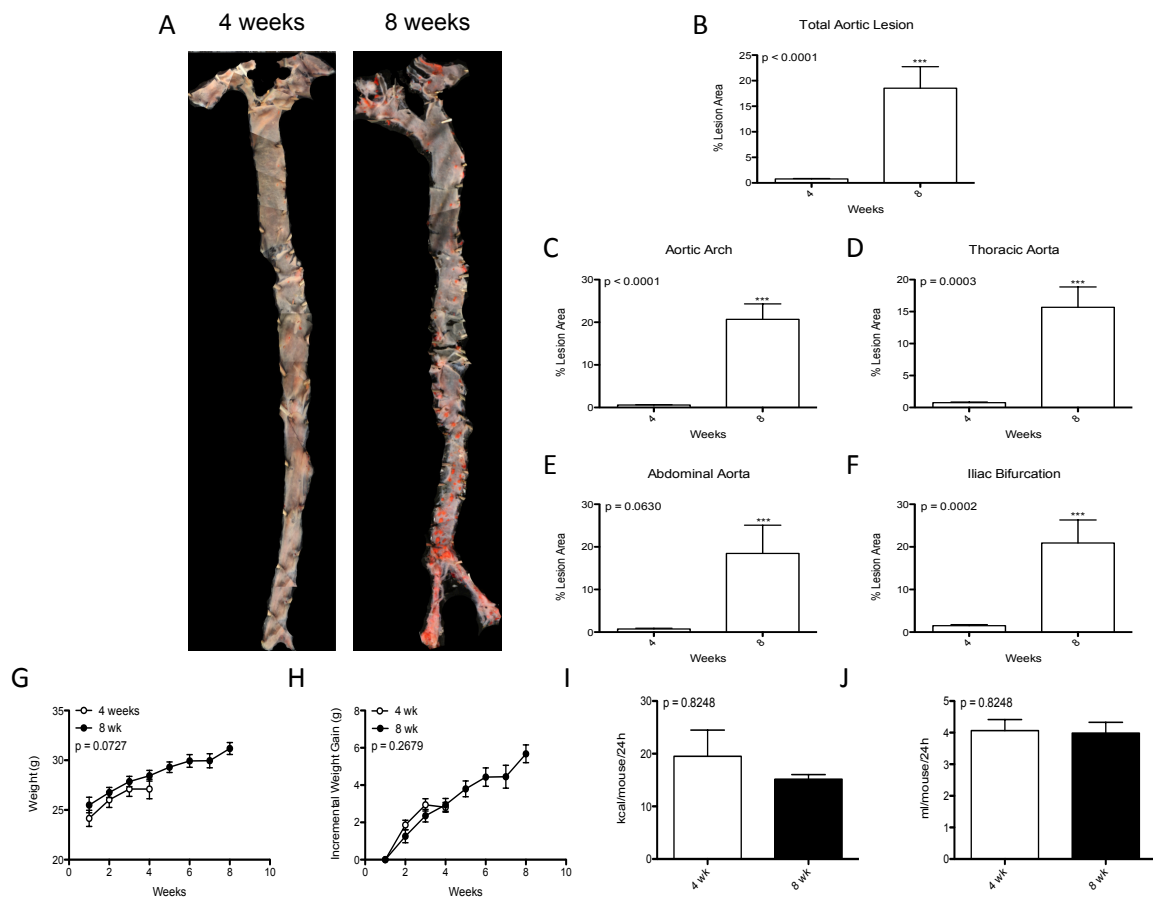 A
4 weeks
8 weeks
B
Total Aortic Lesion
p < 0.0001
***
% Lesion Area
25
20
15
10
5
0
4
8
Weeks
C
Aortic Arch
p < 0.0001
***
% Lesion Area
30
20
10
0
4
8
Weeks
D
Thoracic Aorta
p = 0.0003
***
% Lesion Area
20
15
10
5
0
4
8
Weeks
E
Abdominal Aorta
p = 0.0630
***
% Lesion Area
30
20
10
0
4
8
Weeks
F
Iliac Bifurcation
p = 0.0002
***
% Lesion Area
30
20
10
0
4
8
Weeks
G
4 weeks
8 wk
p = 0.0727
Weight(g)
35
30
25
20
0 2 4 6 8 10
Weeks
H
4 wk
8 wk
p = 0.2679
Incremental Weight Gain (g)
8
6
4
2
0
0 2 4 6 8 10
Weeks
I
p = 0.8248
kcal/mouse/24h
30
20
10
0
4 wk
8 wk
J
p = 0.8248
ml/mouse/24h
5
4
3
2
1
0
4 wk
8 wk